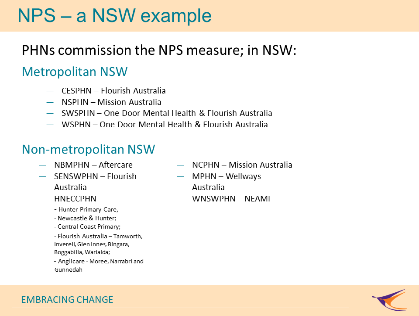 NPS – a NSW example
PHNs commission the NPS measure; in NSW:
Metropolitan NSW
CESPHN – Flourish Australia
— NSPHN – Mission Australia
— SWSPHN – One Door Mental Health & Flourish Australia
— WSPHN – One Door Mental Health & Flourish Australia
Non-metropolitan NSW
— NBMPHN – Aftercare
— SENSWPHN – Flourish
Australia
HNECCPHN
- Hunter Primary Care,
- Newcastle & Hunter;
- Central Coast Primary;
- Flourish Australia – Tamworth,
Inverell, Glen Innes, Bingara,
Boggabilla, Warialda;
- Anglicare - Moree, Narrabri and
Gunnedah
— NCPHN – Mission Australia
— MPHN – Wellways
Australia
WNSWPHN NEAMI
EMBRACING CHANGE